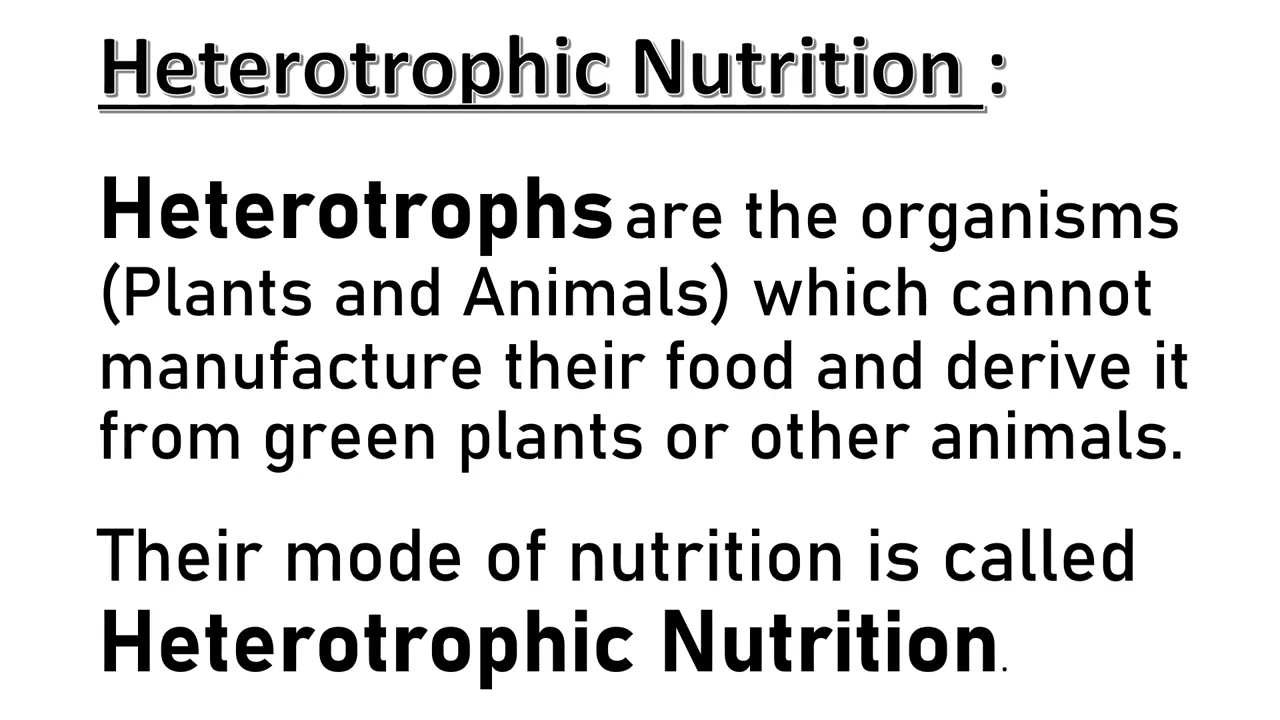 Heterotrophic Nutrition :
Heterotrophs are the organisms
(Plants and Animals) which cannot
manufacture their food and derive it
from green plants or other animals.
Their mode of nutrition is called
Heterotrophic Nutrition.